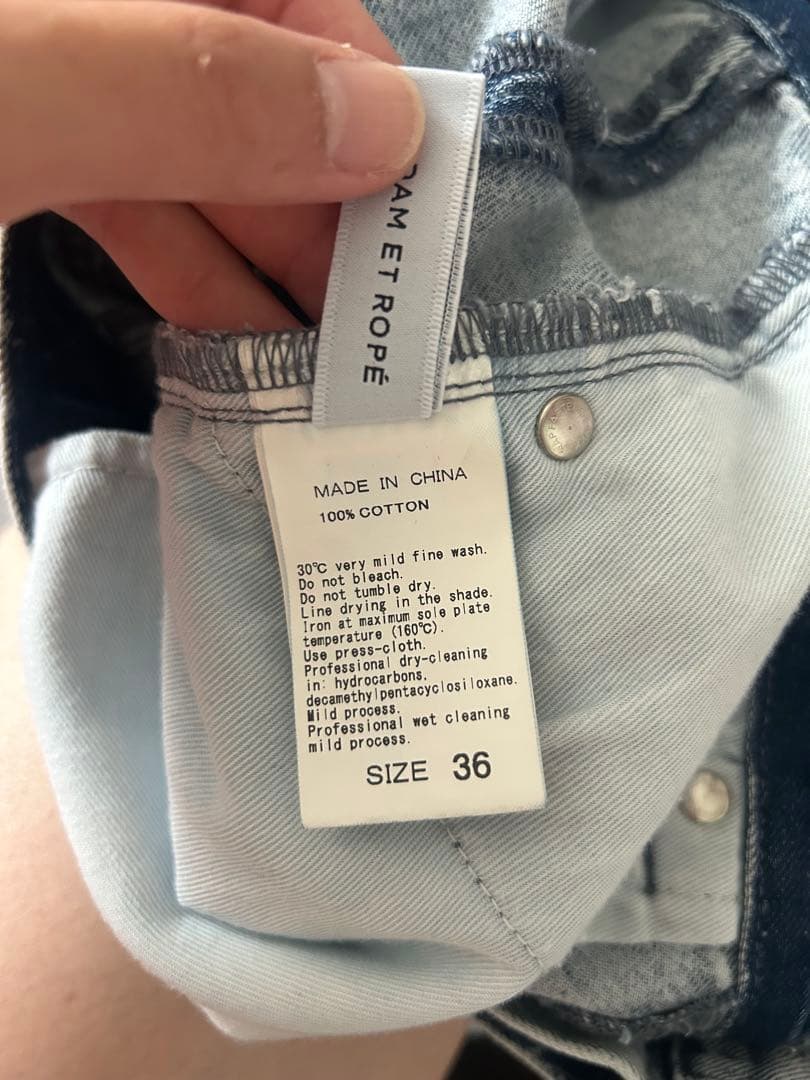 DAM ET ROPÉ
MADE IN CHINA
100% COTTON
30℃ very mild fine wash.
Do not bleach.
Do not tumble dry.
Line drying in the shade.
Iron at maximum sole plate
temperature (160℃).
Use press-cloth.
Professional dry-cleaning
in: hydrocarbons.
decamethylpentacyclosiloxane.
Mild process.
Professional wet cleaning
mild process.
SIZE 36